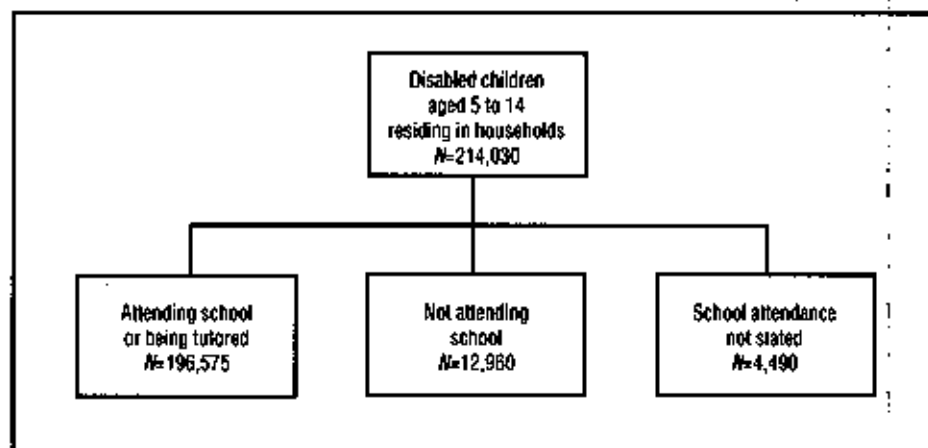 Disabled children
aged 5 to 14
residing in households
N=214,030
Attending school
or being tutored
N=196,575
Not attending
school
N=12,960
School attendance
not stated
N=4,490